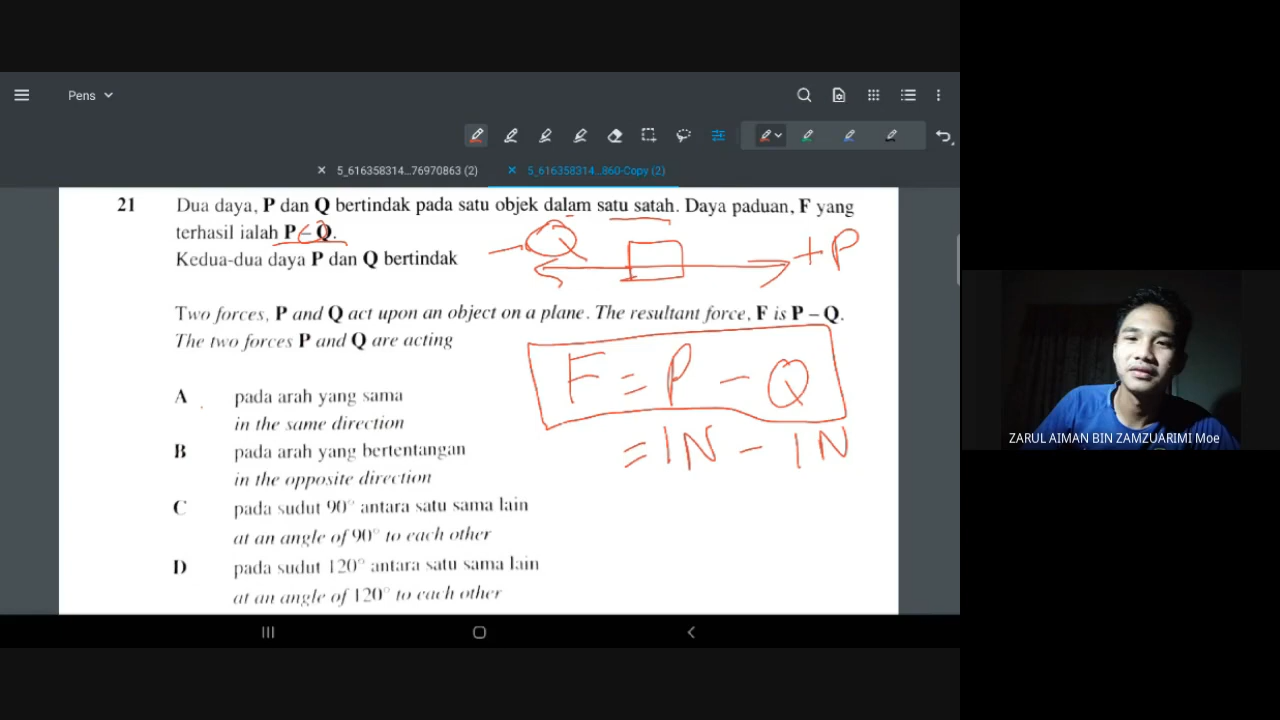 Pens
5_616358314...76970863 (2)
5_616358314...860-Copy (2)
21 Dua daya, P dan Q bertindak pada satu objek dalam satu satah. Daya paduan, F yang
terhasil ialah P – Q.
Kedua-dua daya P dan Q bertindak
– Q
+ P
Two forces, P and Q act upon an object on a plane. The resultant force, F is P – Q.
The two forces P and Q are acting
F = P – Q
= 1N – 1N
A pada arah yang sama
in the same direction
B pada arah yang bertentangan
in the opposite direction
C pada sudut 90° antara satu sama lain
at an angle of 90° to each other
D pada sudut 120° antara satu sama lain
at an angle of 120° to each other
ZARUL AIMAN BIN ZAMZUARIMI Moe